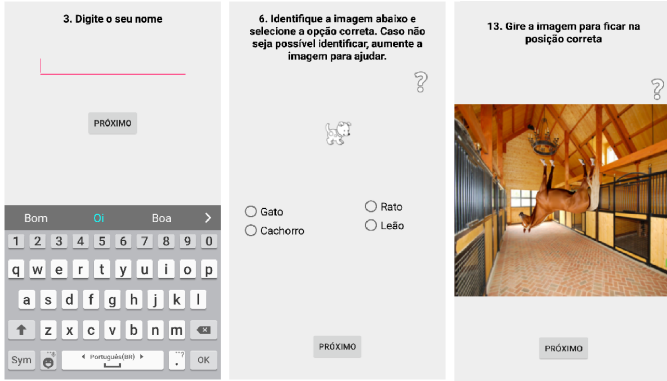 3. Digite o seu nome
PRÓXIMO
Bom Oi Boa
1 2 3 4 5 6 7 8 9 0
q w e r t y u i o p
a s d f g h j k l
z x c v b n m
Sym Português(BR) . OK
6. Identifique a imagem abaixo e
selecione a opção correta. Caso não
seja possível identificar, aumente a
imagem para ajudar.
?
Gato Rato
Cachorro Leão
PRÓXIMO
13. Gire a imagem para ficar na
posição correta
?
PRÓXIMO